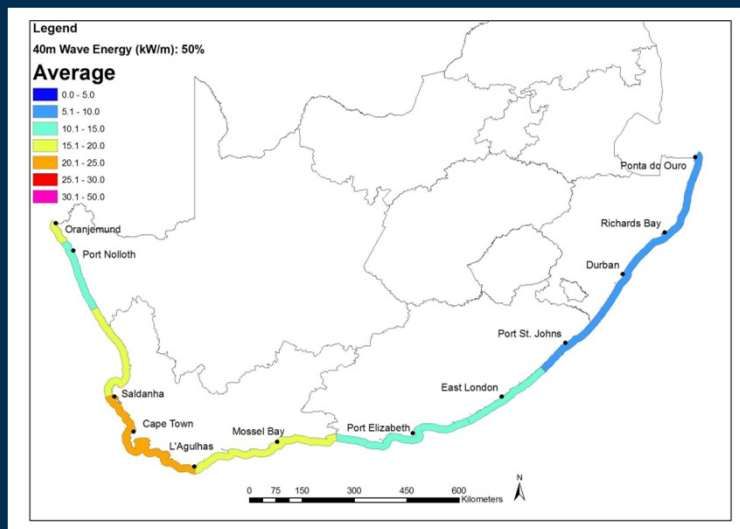 Legend
40m Wave Energy (kW/m): 50%
Average
0.0 - 5.0
5.1 - 10.0
10.1 - 15.0
15.1 - 20.0
20.1 - 25.0
25.1 - 30.0
30.1 - 50.0
Ponta do Ouro
Richards Bay
Oranjemund
Port Nolloth
Durban
Port St. Johns
East London
Saldanha
Cape Town
Mossel Bay
Port Elizabeth
L'Agulhas
N
0 75 150 300 450 600
Kilometers